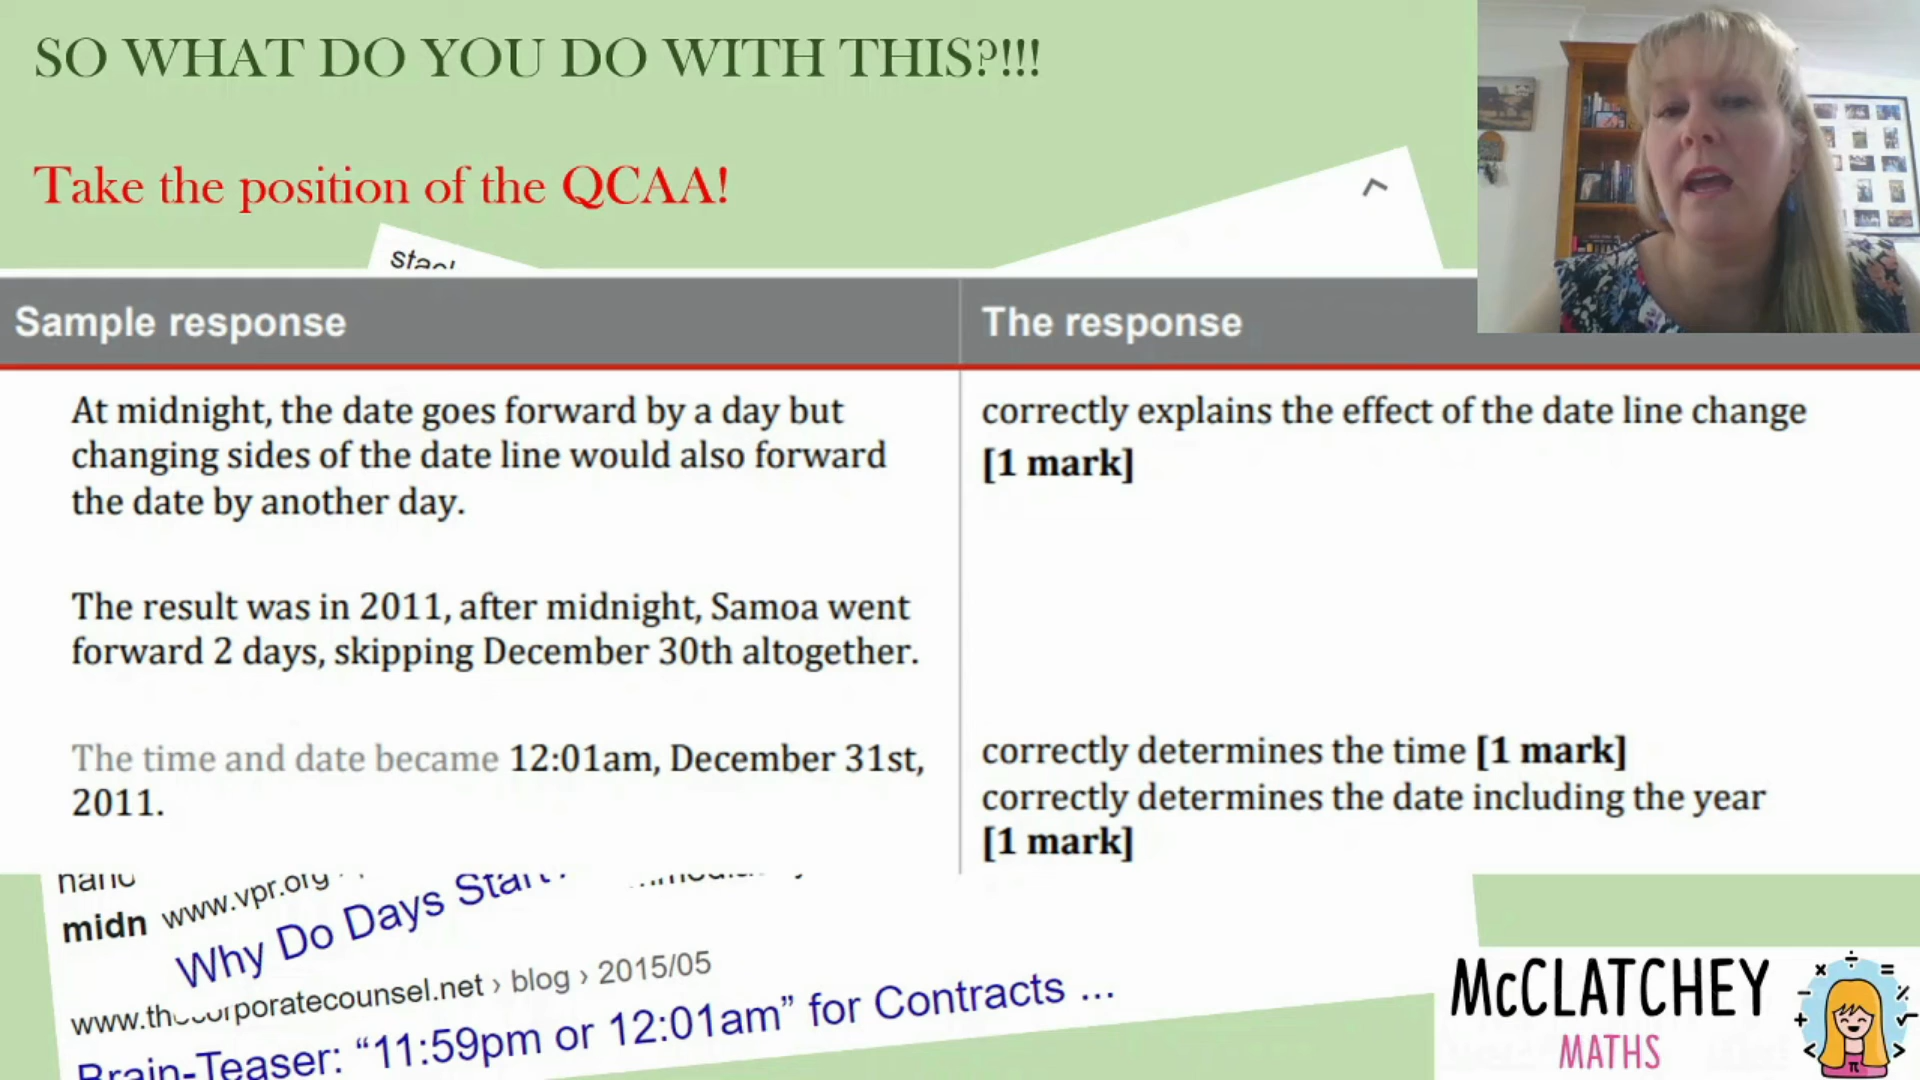 SO WHAT DO YOU DO WITH THIS?!!!
Take the position of the QCAA!
Sample response
The response
At midnight, the date goes forward by a day but
changing sides of the date line would also forward
the date by another day.
correctly explains the effect of the date line change
[1 mark]
The result was in 2011, after midnight, Samoa went
forward 2 days, skipping December 30th altogether.
The time and date became 12:01am, December 31st,
2011.
correctly determines the time [1 mark]
correctly determines the date including the year
[1 mark]
midn www.vpr.org
Why Do Days Start
› blog › 2015/05
Brain-Teaser: “11:59pm or 12:01am” for Contracts ...
McCLATCHEY
MATHS